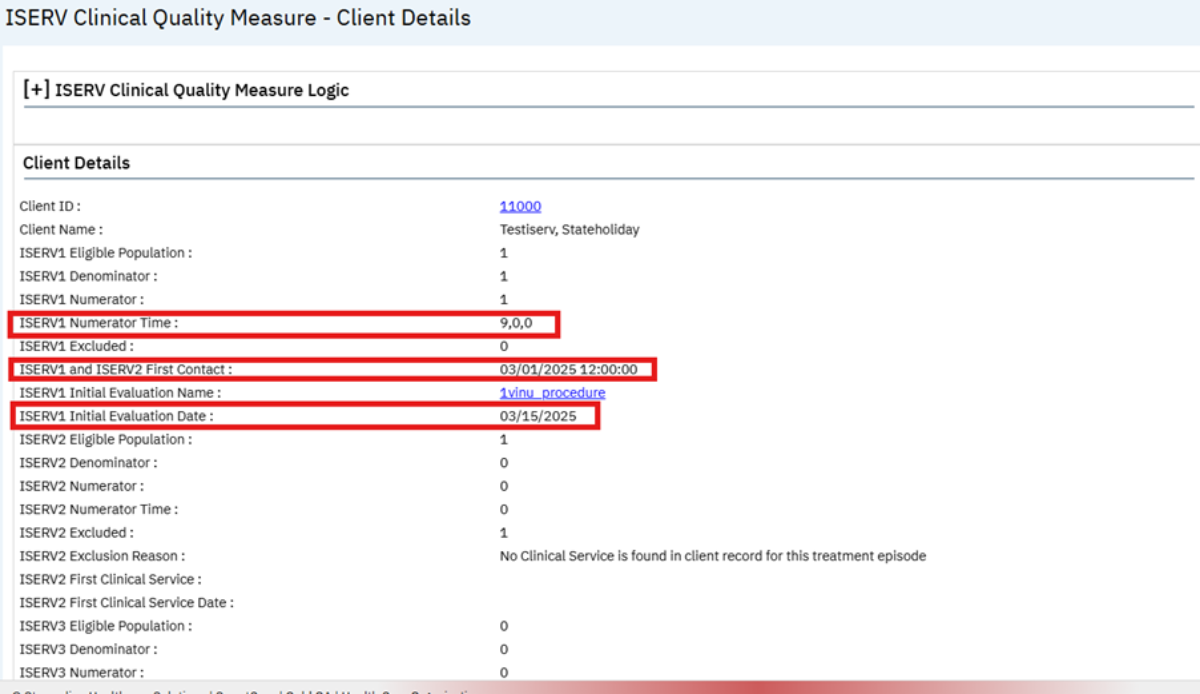 ISERV Clinical Quality Measure - Client Details
[+] ISERV Clinical Quality Measure Logic
Client Details
Client ID : 11000
Client Name : Testiserv, Stateholiday
ISERV1 Eligible Population : 1
ISERV1 Denominator : 1
ISERV1 Numerator : 1
ISERV1 Numerator Time : 9,0,0
ISERV1 Excluded : 0
ISERV1 and ISERV2 First Contact : 03/01/2025 12:00:00
ISERV1 Initial Evaluation Name : 1vinu_procedure
ISERV1 Initial Evaluation Date : 03/15/2025
ISERV2 Eligible Population : 1
ISERV2 Denominator : 0
ISERV2 Numerator : 0
ISERV2 Numerator Time : 0
ISERV2 Excluded : 1
ISERV2 Exclusion Reason : No Clinical Service is found in client record for this treatment episode
ISERV2 First Clinical Service :
ISERV2 First Clinical Service Date :
ISERV3 Eligible Population : 0
ISERV3 Denominator : 0
ISERV3 Numerator : 0